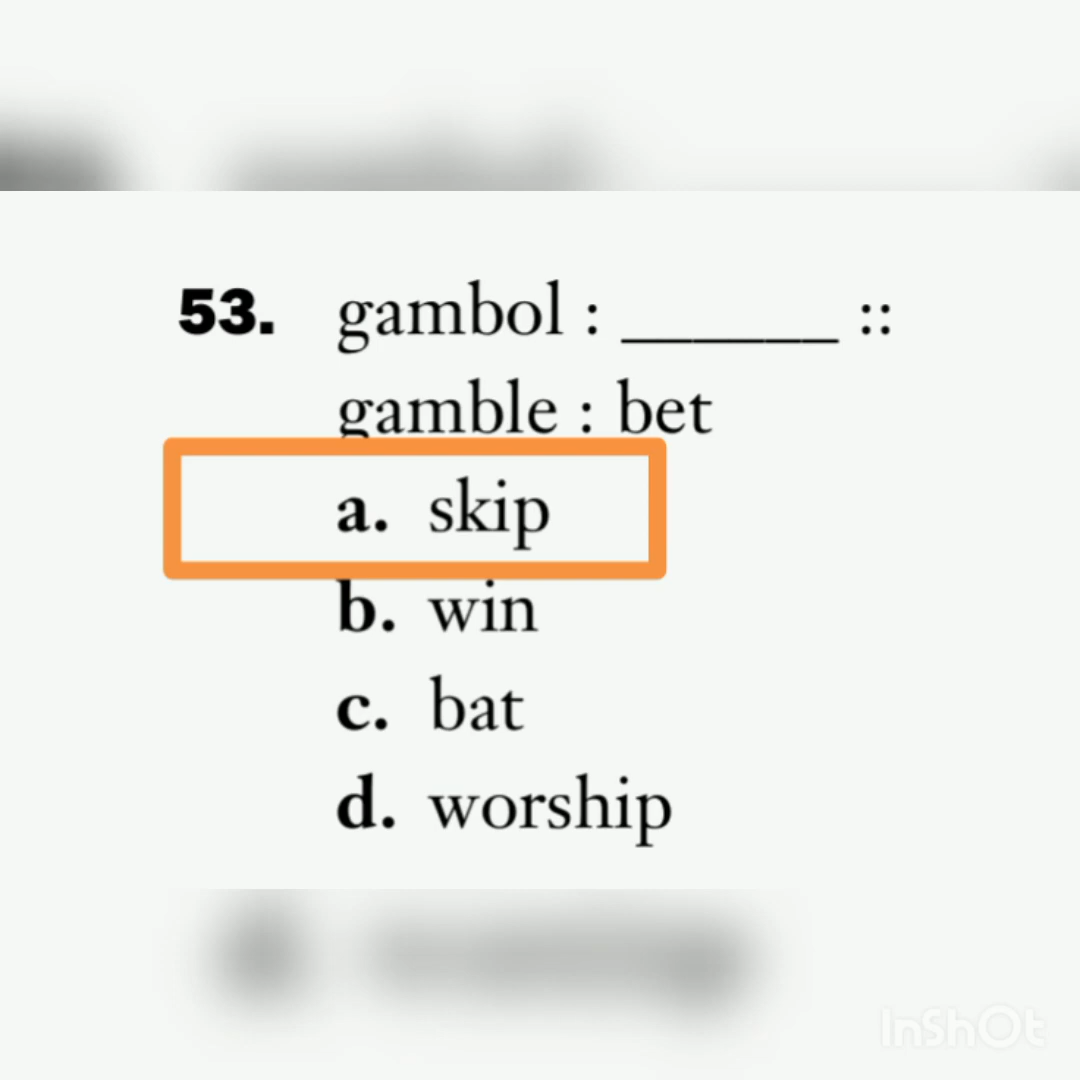 53. gambol : ______ ::
gamble : bet
a. skip
b. win
c. bat
d. worship
InShOt